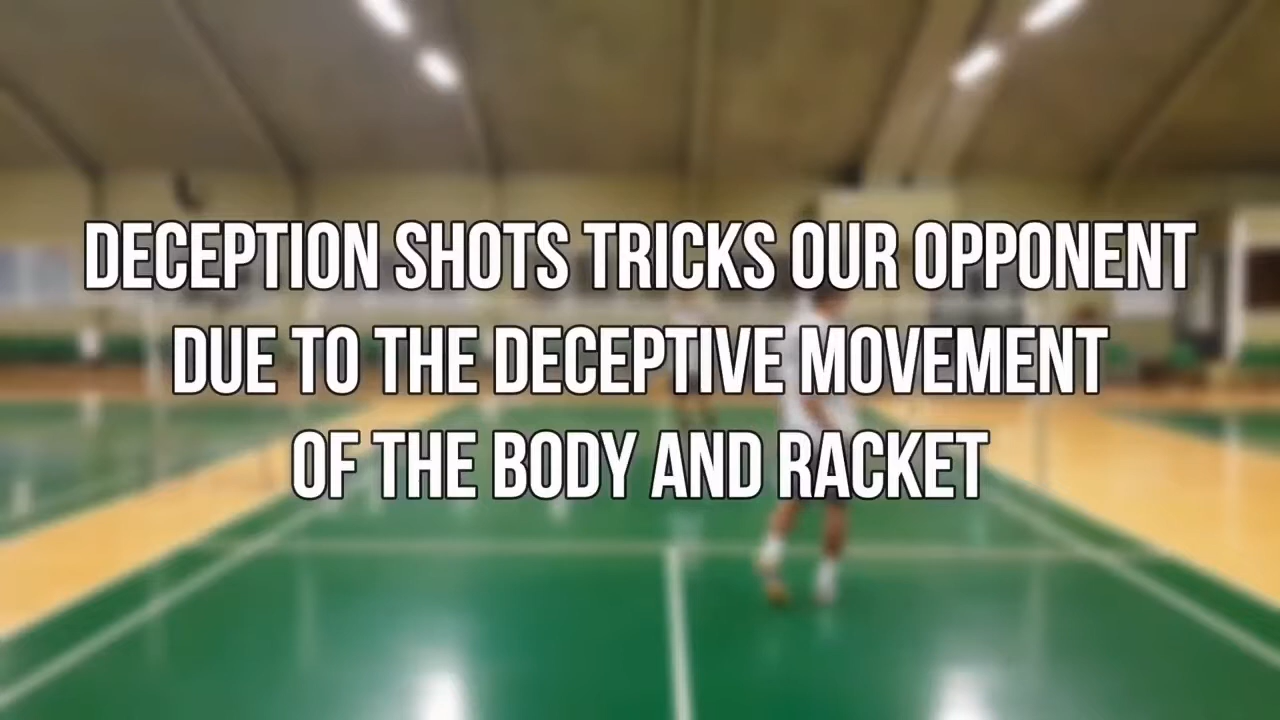 DECEPTION SHOTS TRICKS OUR OPPONENT
DUE TO THE DECEPTIVE MOVEMENT
OF THE BODY AND RACKET